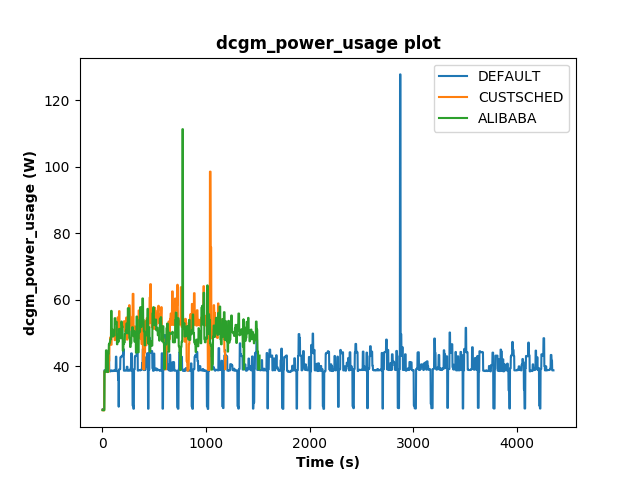 dcgm_power_usage plot
DEFAULT
CUSTSCHED
ALIBABA
dcgm_power_usage (W)
120
100
80
60
40
0 1000 2000 3000 4000
Time (s)